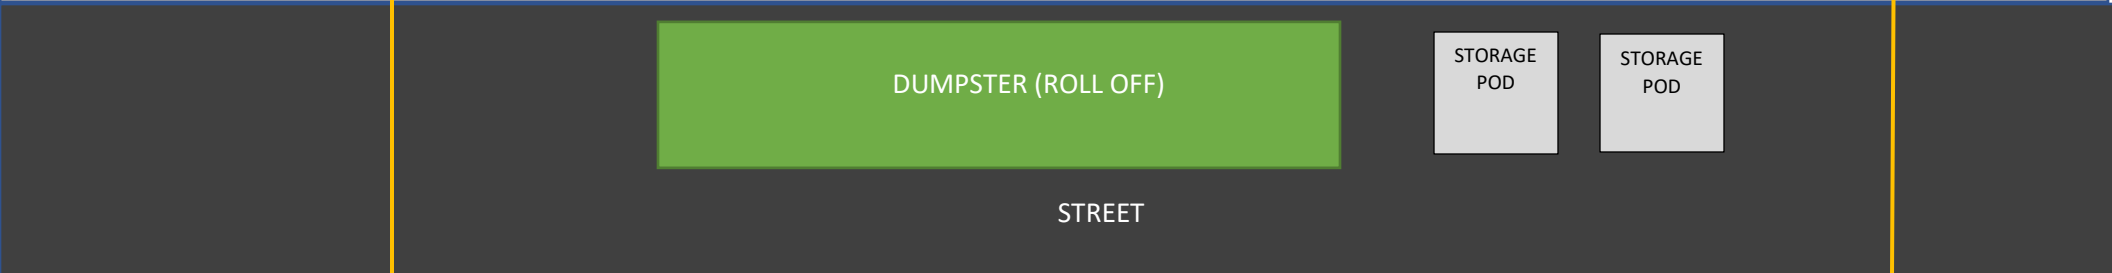 DUMPSTER (ROLL OFF)
STORAGE
POD
STORAGE
POD
STREET